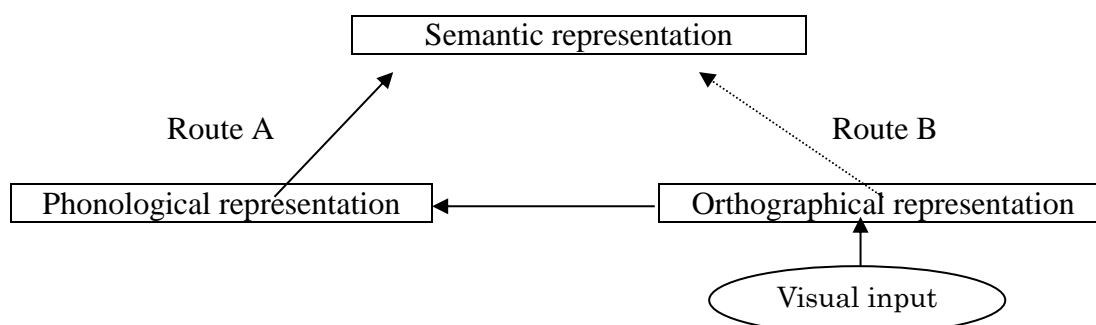 Semantic representation
Route A
Route B
Phonological representation
Orthographical representation
Visual input